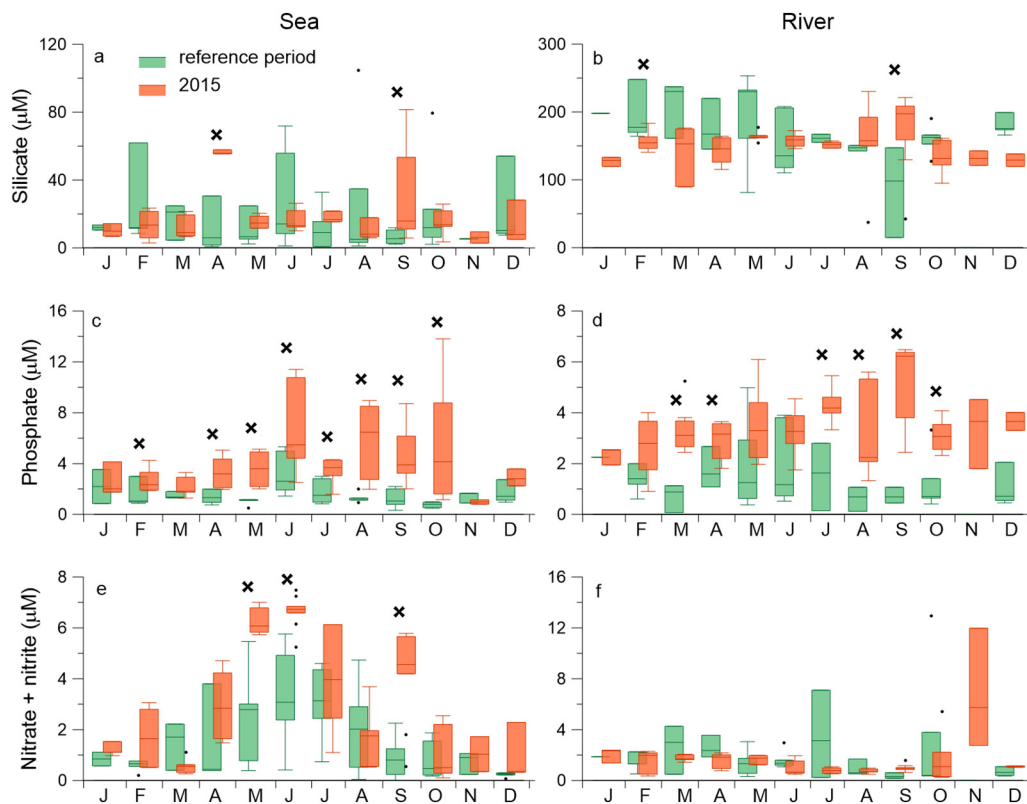 Sea River
a reference period
2015
b
Silicate (μM)
120
80
40
0
300
200
100
0
J F M A M J J A S O N D
J F M A M J J A S O N D
c
d
Phosphate (μM)
16
12
8
4
0
8
6
4
2
0
J F M A M J J A S O N D
J F M A M J J A S O N D
e
f
Nitrate + nitrite (μM)
8
6
4
2
0
16
12
8
4
0
J F M A M J J A S O N D
J F M A M J J A S O N D